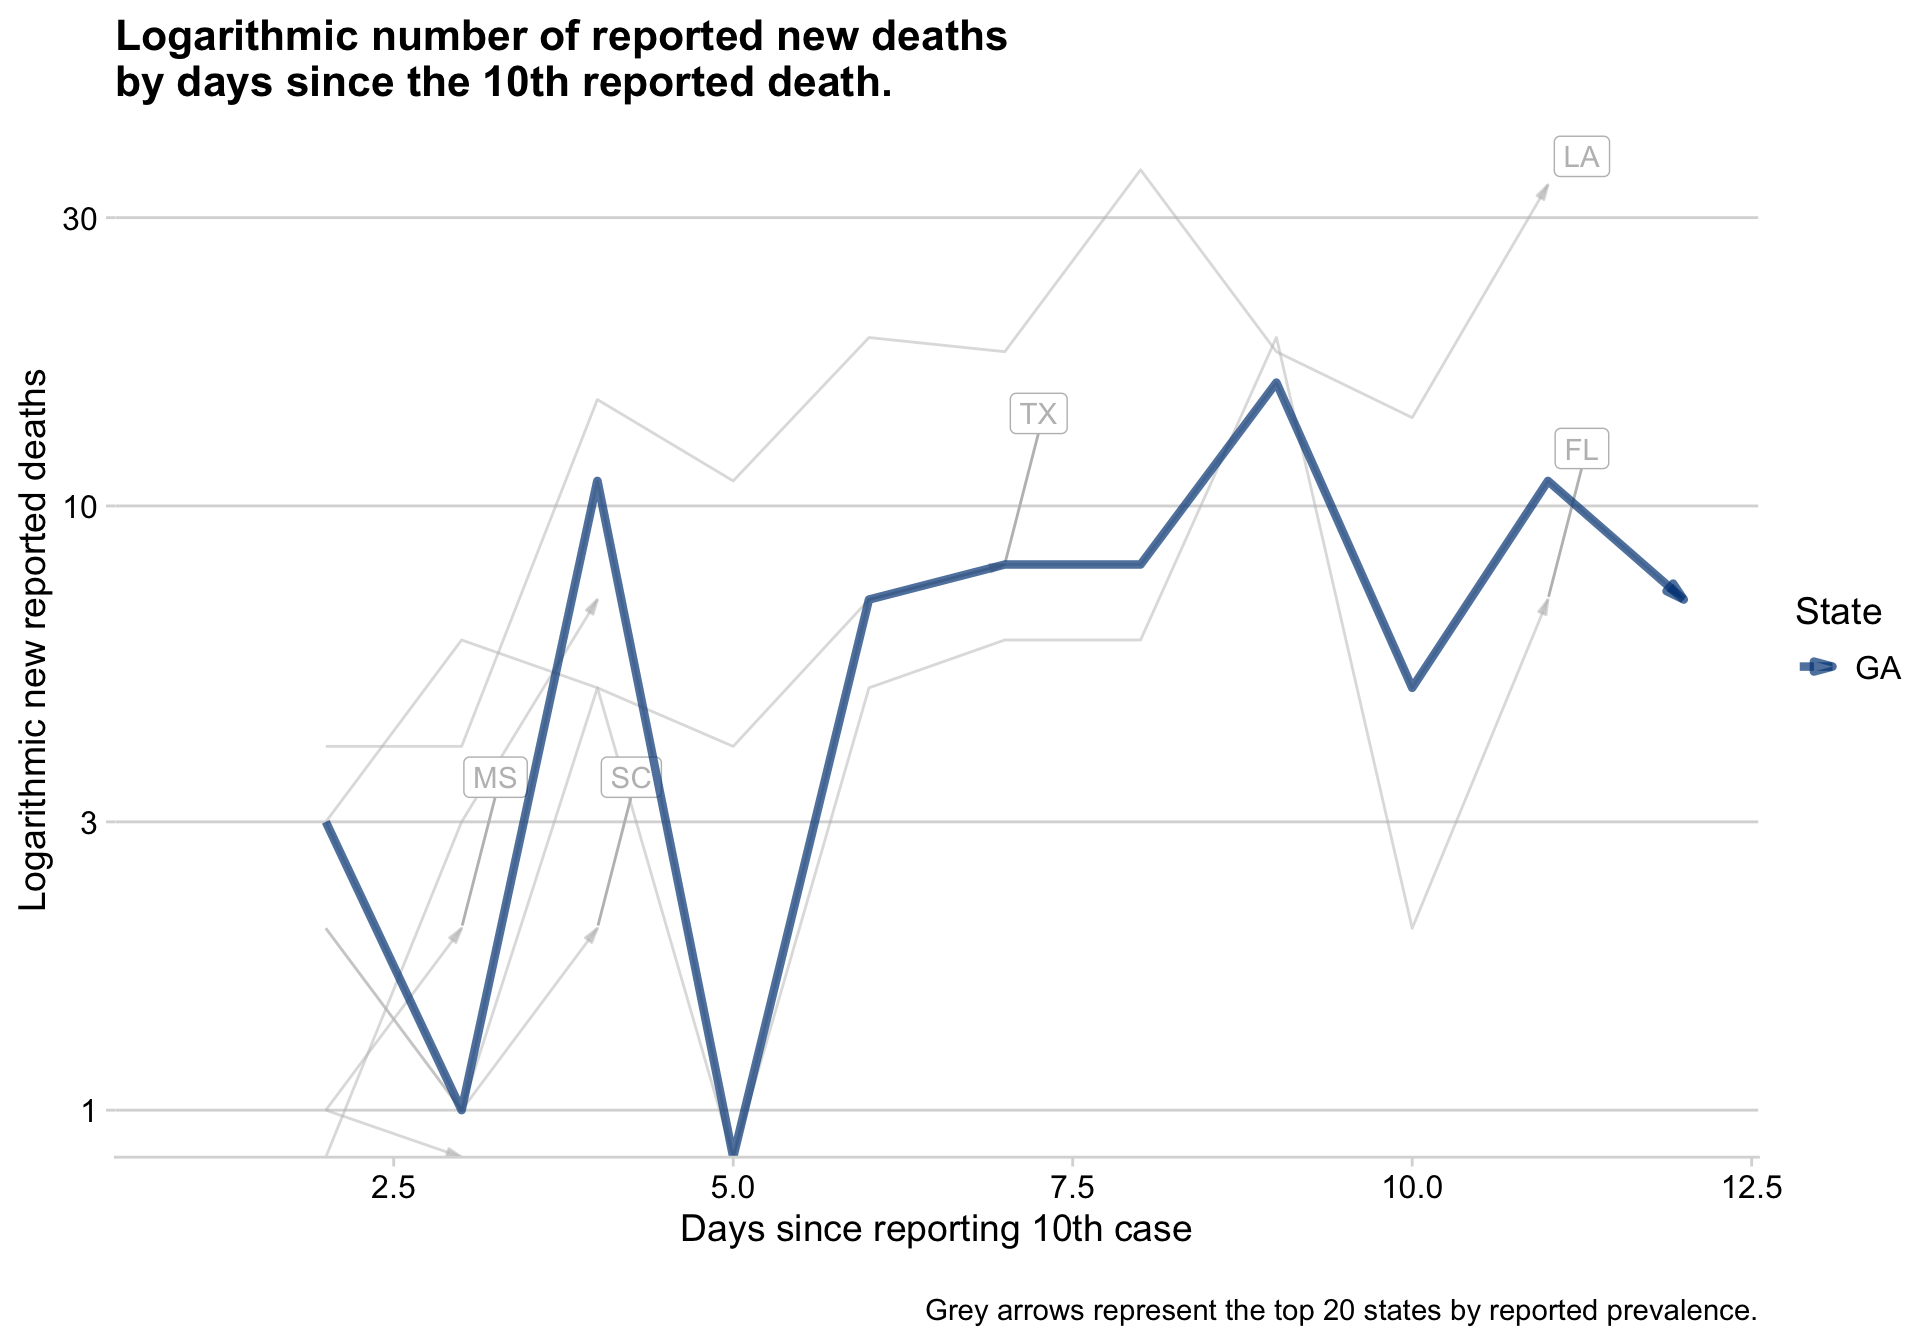 Logarithmic number of reported new deaths
by days since the 10th reported death.
LA
30
TX
FL
10
Logarithmic new reported deaths
State
GA
MS
SC
3
1
2.5
5.0
7.5
10.0
12.5
Days since reporting 10th case
Grey arrows represent the top 20 states by reported prevalence.